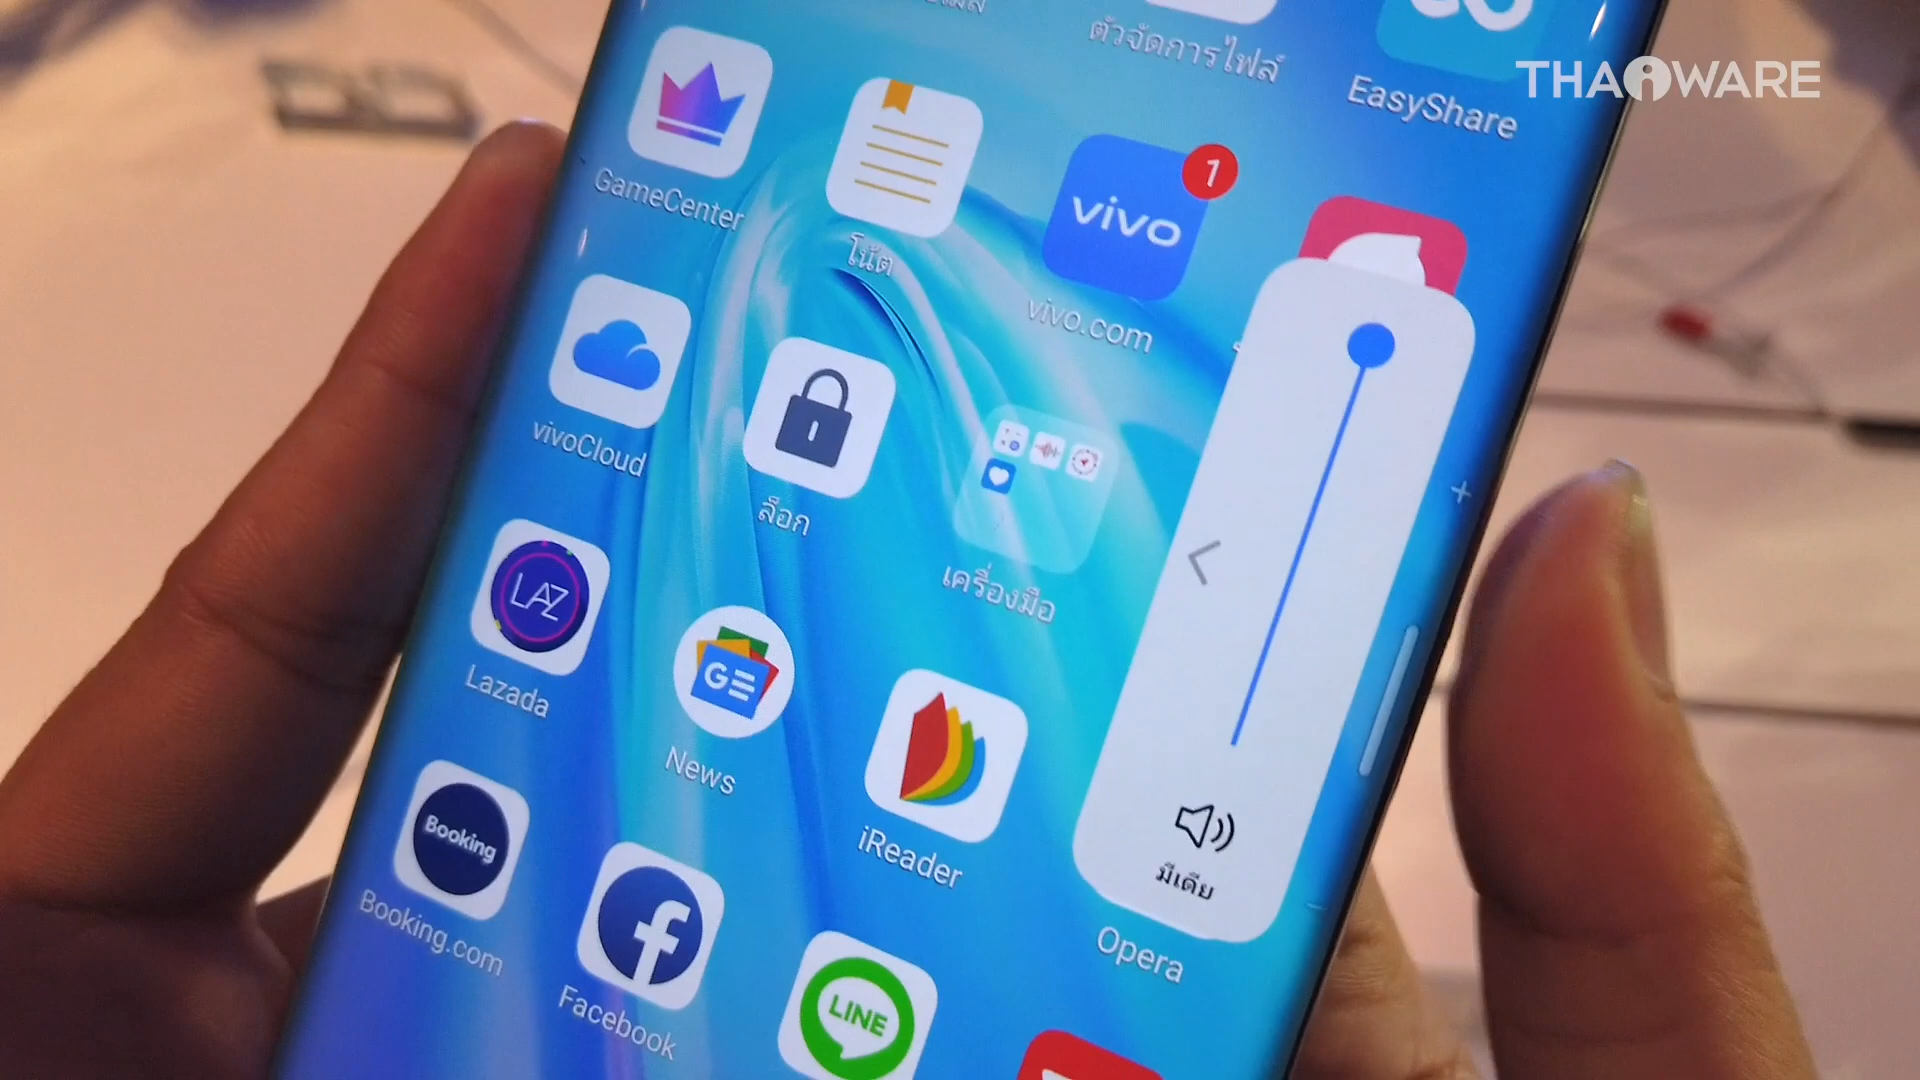 ตัวจัดการไฟล์
EasyShare
THAIWARE
GameCenter
โน้ต
vivo
1
vivo.com
vivoCloud
ล็อก
เครื่องมือ
LAZ
Lazada
G
News
iReader
มีเดีย
Opera
Booking
Booking.com
f
Facebook
LINE